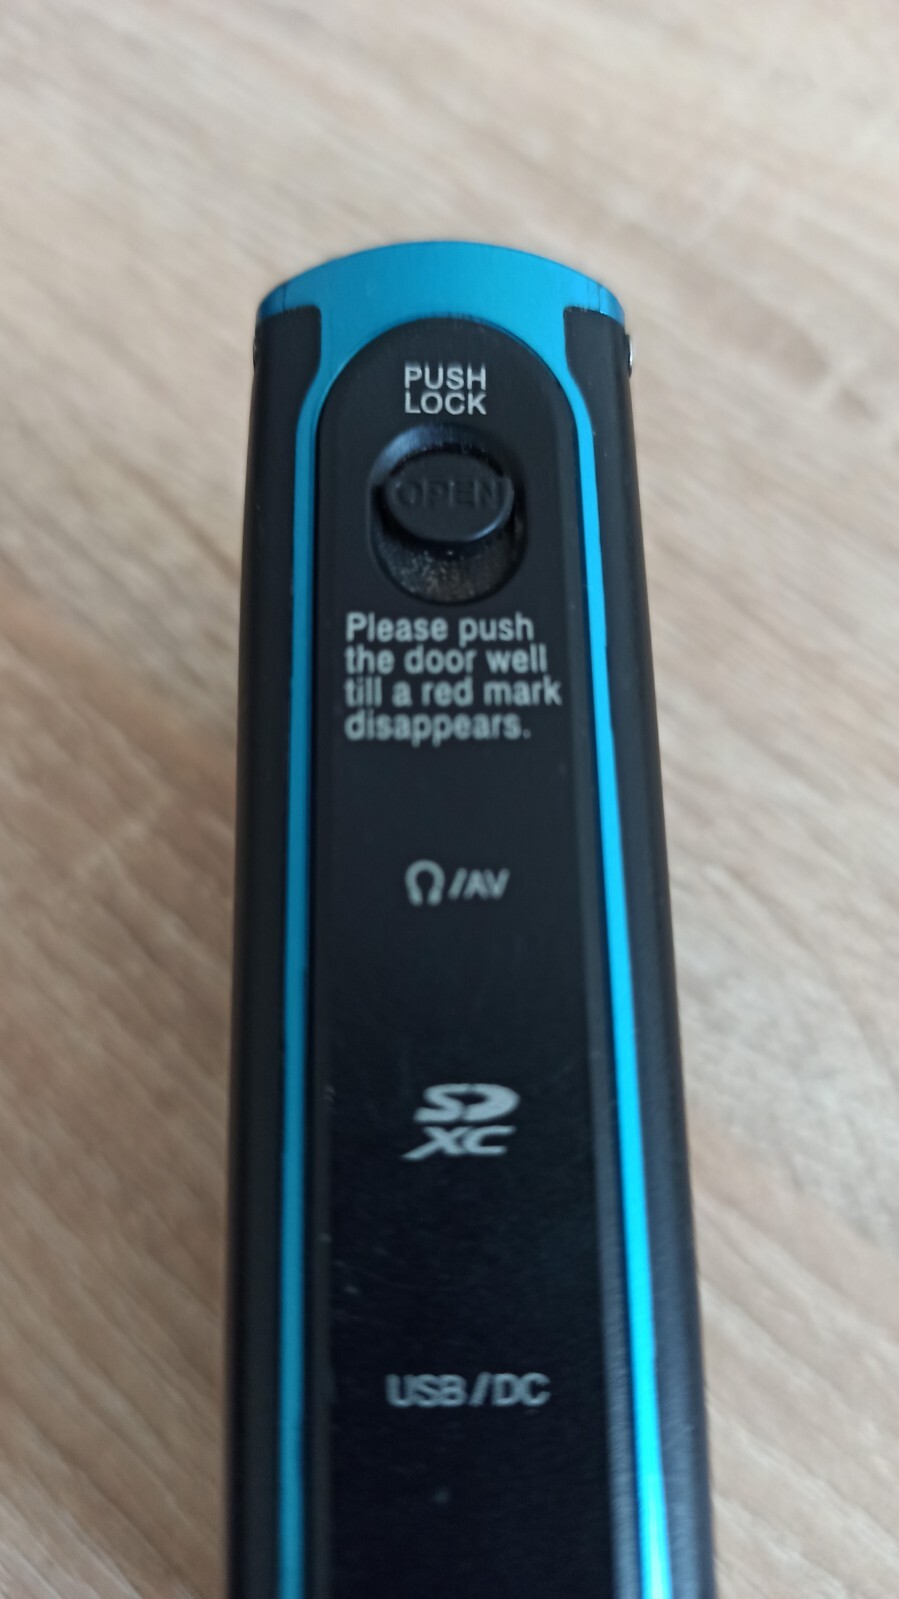 PUSH
LOCK
OPEN
Please push
the door well
till a red mark
disappears.
/AV
SD
XC
USB/DC